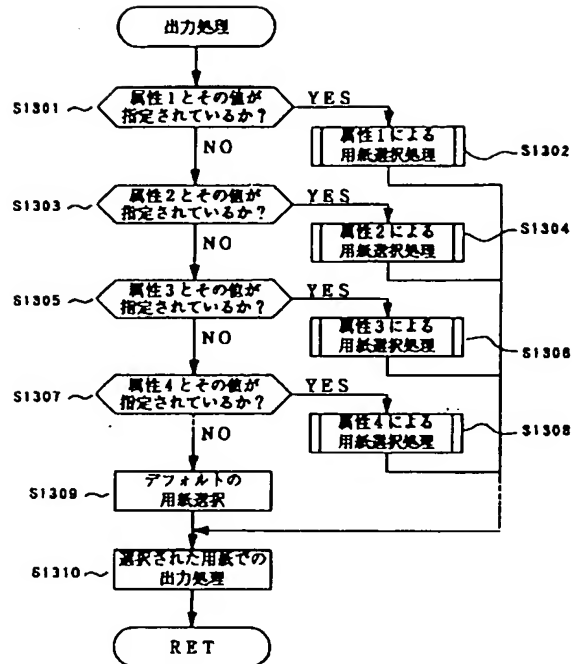 出力処理
S1301
属性1とその値が
指定されているか?
YES
NO
属性1による
用紙選択処理
S1302
S1303
属性2とその値が
指定されているか?
YES
NO
属性2による
用紙選択処理
S1304
S1305
属性3とその値が
指定されているか?
YES
NO
属性3による
用紙選択処理
S1306
S1307
属性4とその値が
指定されているか?
YES
NO
属性4による
用紙選択処理
S1308
S1309
デフォルトの
用紙選択
S1310
選択された用紙での
出力処理
RET